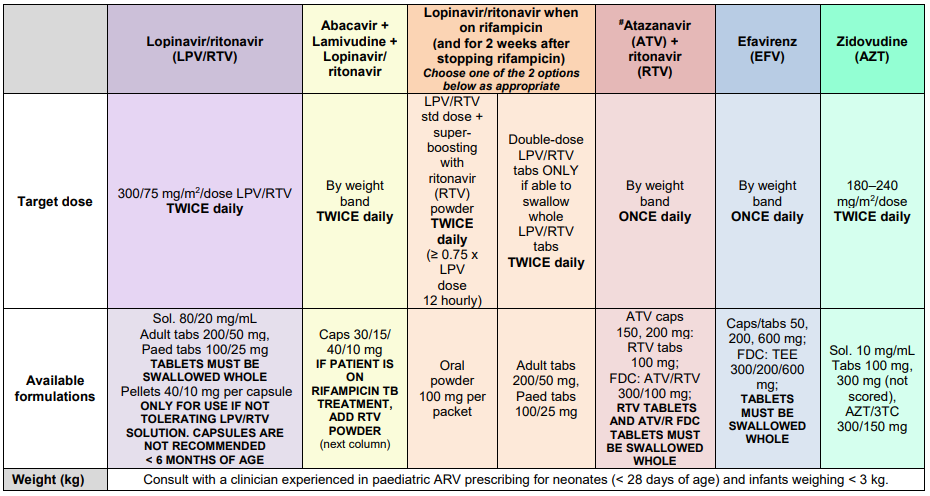 Lopinavir/ritonavir
(LPV/RTV)
Abacavir +
Lamivudine +
Lopinavir/
ritonavir
Lopinavir/ritonavir when
on rifampicin
(and for 2 weeks after
stopping rifampicin)
Choose one of the 2 options
below as appropriate
#Atazanavir
(ATV) +
ritonavir
(RTV)
Efavirenz
(EFV)
Zidovudine
(AZT)
Target dose
300/75 mg/m²/dose LPV/RTV
TWICE daily
By weight
band
TWICE daily
LPV/RTV
std dose +
super-
boosting
with
ritonavir
(RTV)
powder
TWICE
daily
(≥ 0.75 x
LPV
dose
12 hourly)
Double-dose
LPV/RTV
tabs ONLY
if able to
swallow
whole
LPV/RTV
tabs
TWICE daily
By weight
band
ONCE daily
By weight
band
ONCE daily
180–240
mg/m²/dose
TWICE daily
Available
formulations
Sol. 80/20 mg/mL
Adult tabs 200/50 mg,
Paed tabs 100/25 mg
TABLETS MUST BE
SWALLOWED WHOLE
Pellets 40/10 mg per capsule
ONLY FOR USE IF NOT
TOLERATING LPV/RTV
SOLUTION. CAPSULES ARE
NOT RECOMMENDED
< 6 MONTHS OF AGE
Caps 30/15/
40/10 mg
IF PATIENT IS
ON
RIFAMPICIN TB
TREATMENT,
ADD RTV
POWDER
(next column)
Oral
powder
100 mg per
packet
Adult tabs
200/50 mg,
Paed tabs
100/25 mg
ATV caps
150, 200 mg:
RTV tabs
100 mg;
FDC: ATV/RTV
300/100 mg;
RTV TABLETS
AND ATV/R FDC
TABLETS MUST
BE SWALLOWED
WHOLE
Caps/tabs 50,
200, 600 mg;
FDC: TEE
300/200/600
mg;
TABLETS
MUST BE
SWALLOWED
WHOLE
Sol. 10 mg/mL
Tabs 100 mg,
300 mg (not
scored),
AZT/3TC
300/150 mg
Weight (kg)
Consult with a clinician experienced in paediatric ARV prescribing for neonates (< 28 days of age) and infants weighing < 3 kg.